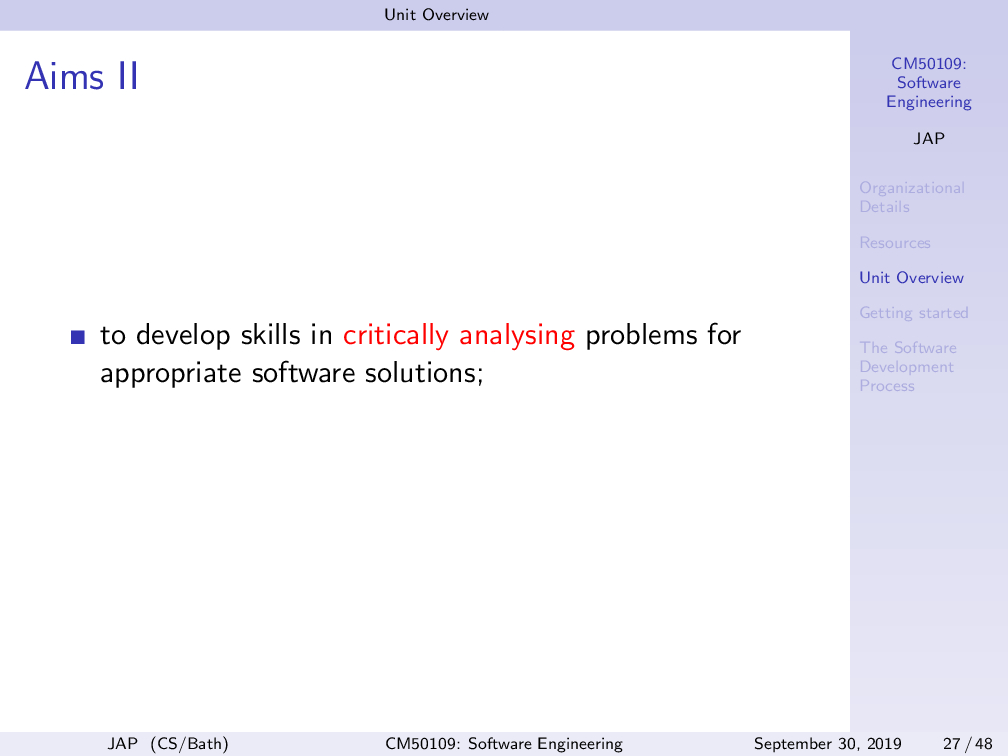 Unit Overview
Aims II
to develop skills in critically analysing problems for
appropriate software solutions;
CM50109:
Software
Engineering
JAP
Organizational
Details
Resources
Unit Overview
Getting started
The Software
Development
Process
JAP (CS/Bath)
CM50109: Software Engineering
September 30, 2019
27 / 48